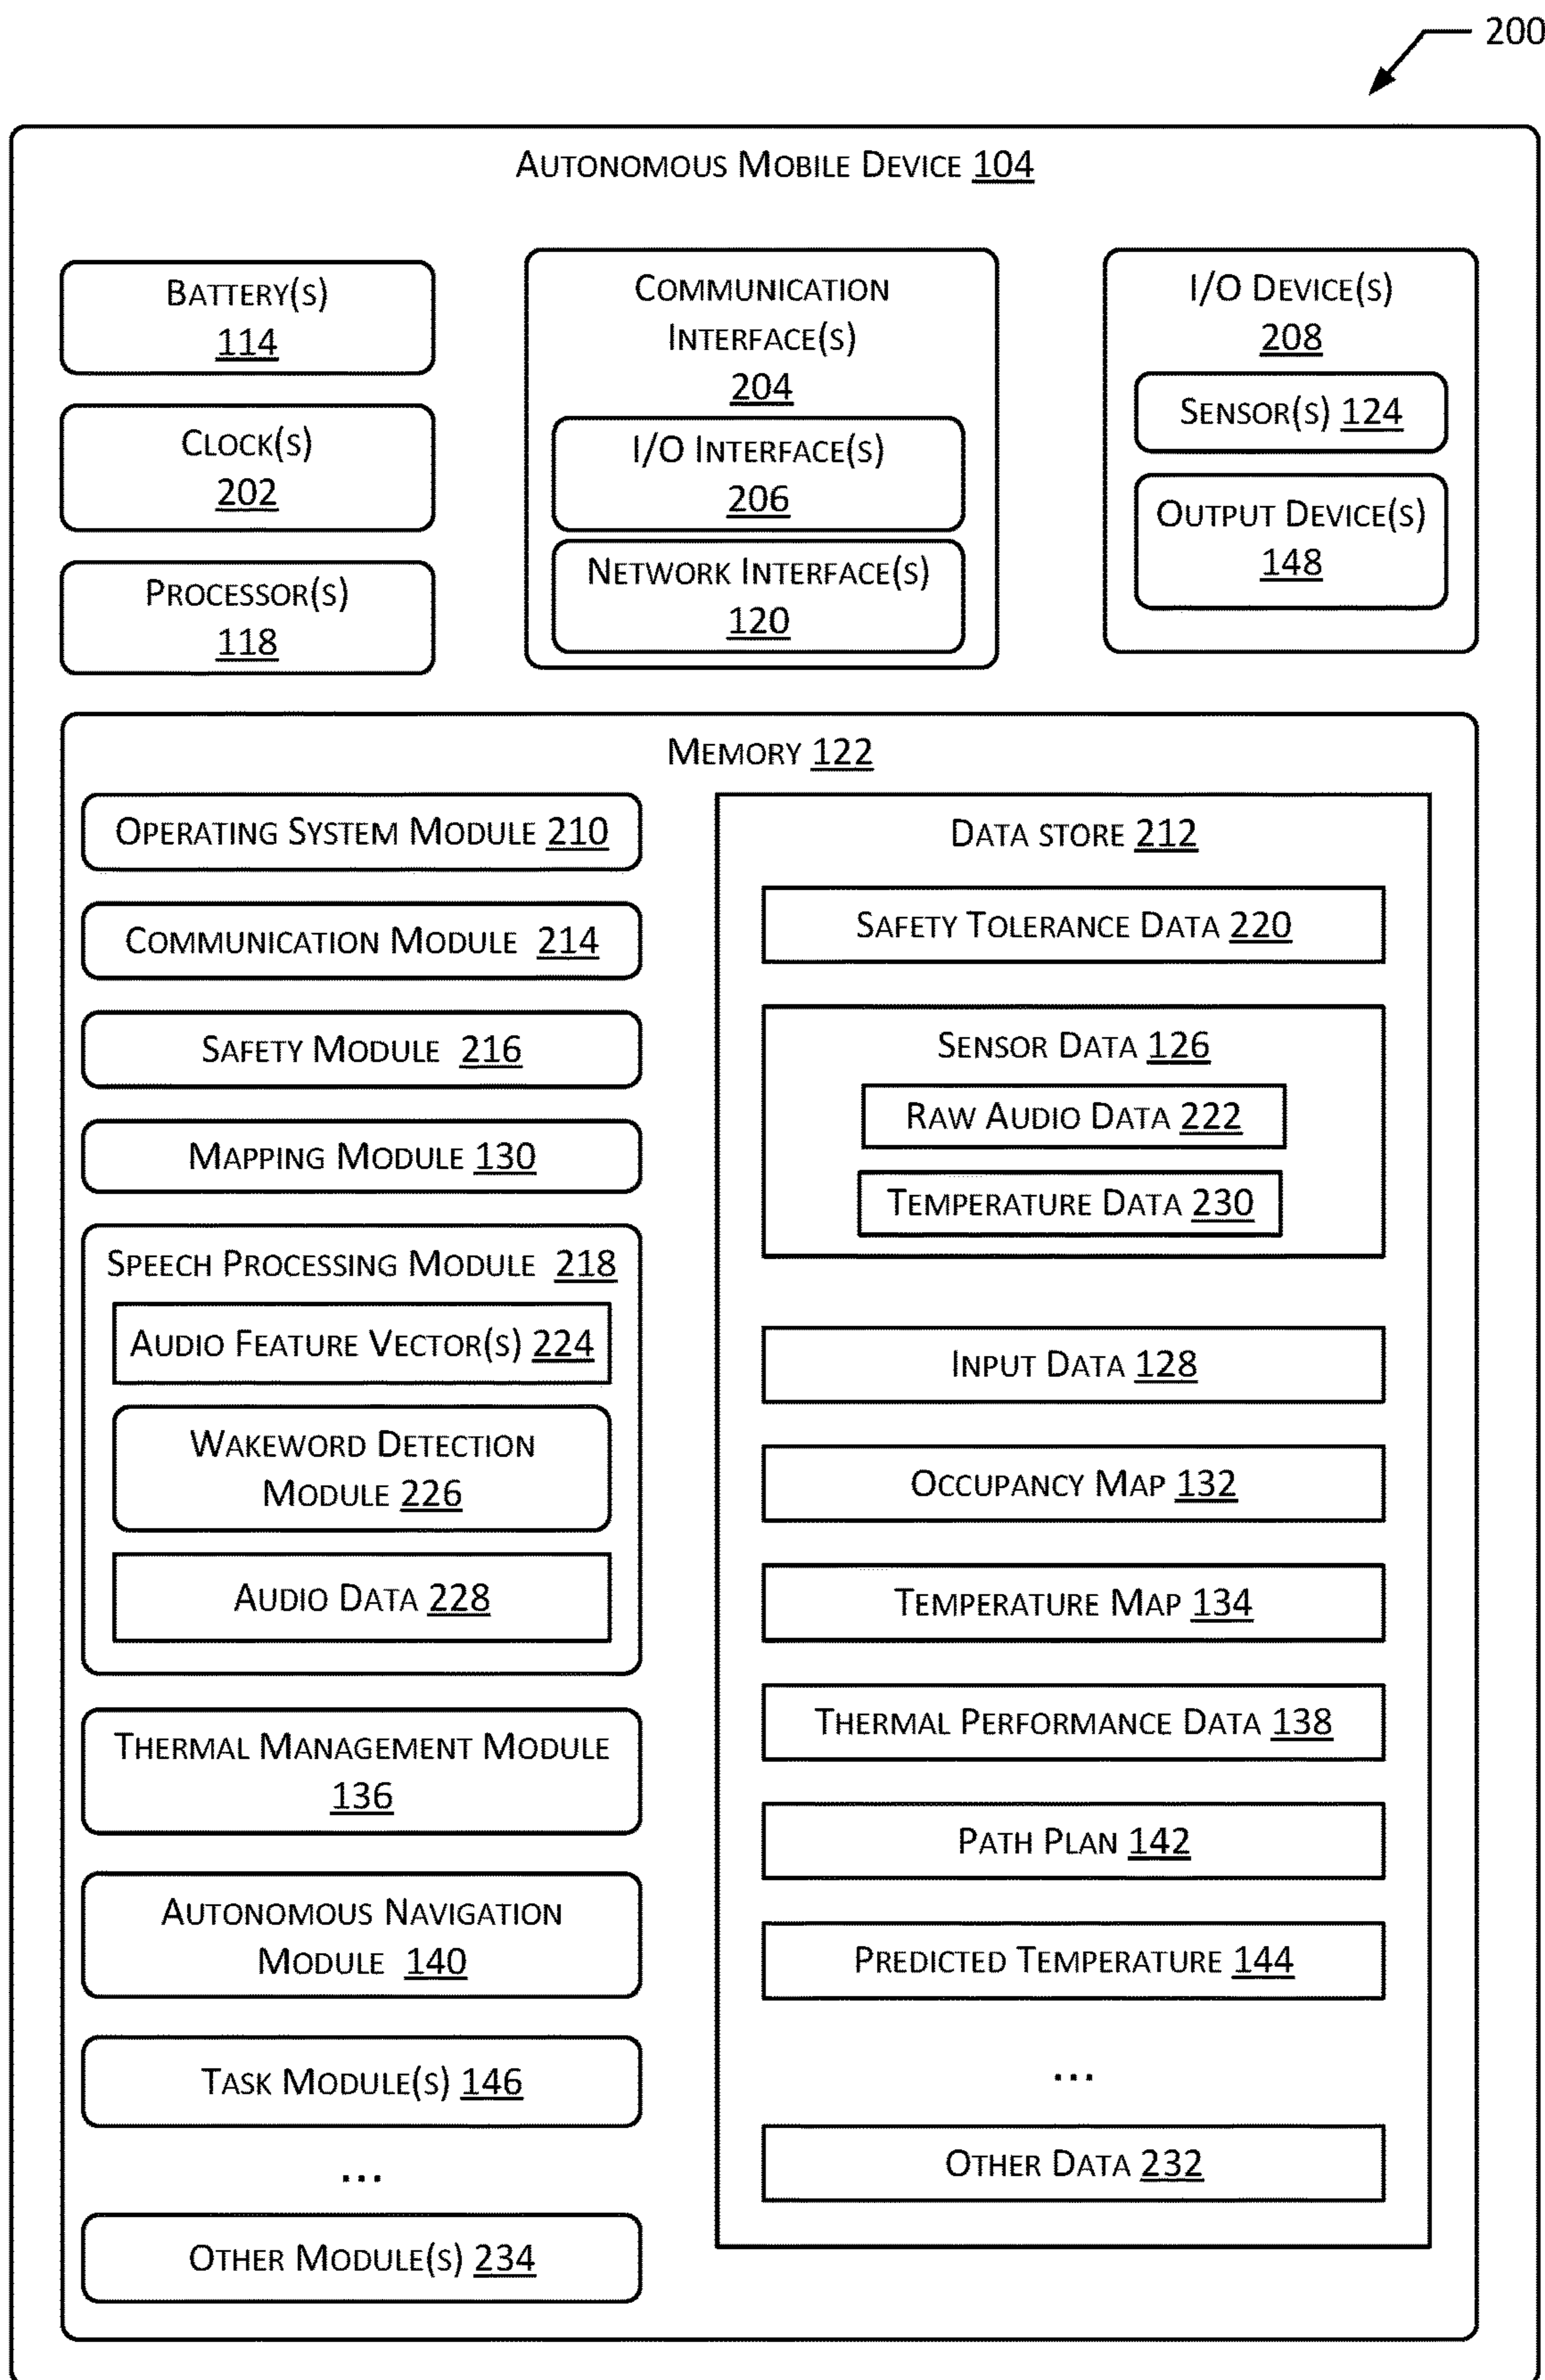 200
Autonomous Mobile Device 104
Battery(s)
114
Clock(s)
202
Processor(s)
118
Communication
Interface(s)
204
I/O Interface(s)
206
Network Interface(s)
120
I/O Device(s)
208
Sensor(s) 124
Output Device(s)
148
Memory 122
Operating System Module 210
Communication Module 214
Safety Module 216
Mapping Module 130
Speech Processing Module 218
Audio Feature Vector(s) 224
Wakeword Detection
Module 226
Audio Data 228
Thermal Management Module
136
Autonomous Navigation
Module 140
Task Module(s) 146
...
Other Module(s) 234
Data store 212
Safety Tolerance Data 220
Sensor Data 126
Raw Audio Data 222
Temperature Data 230
Input Data 128
Occupancy Map 132
Temperature Map 134
Thermal Performance Data 138
Path Plan 142
Predicted Temperature 144
...
Other Data 232